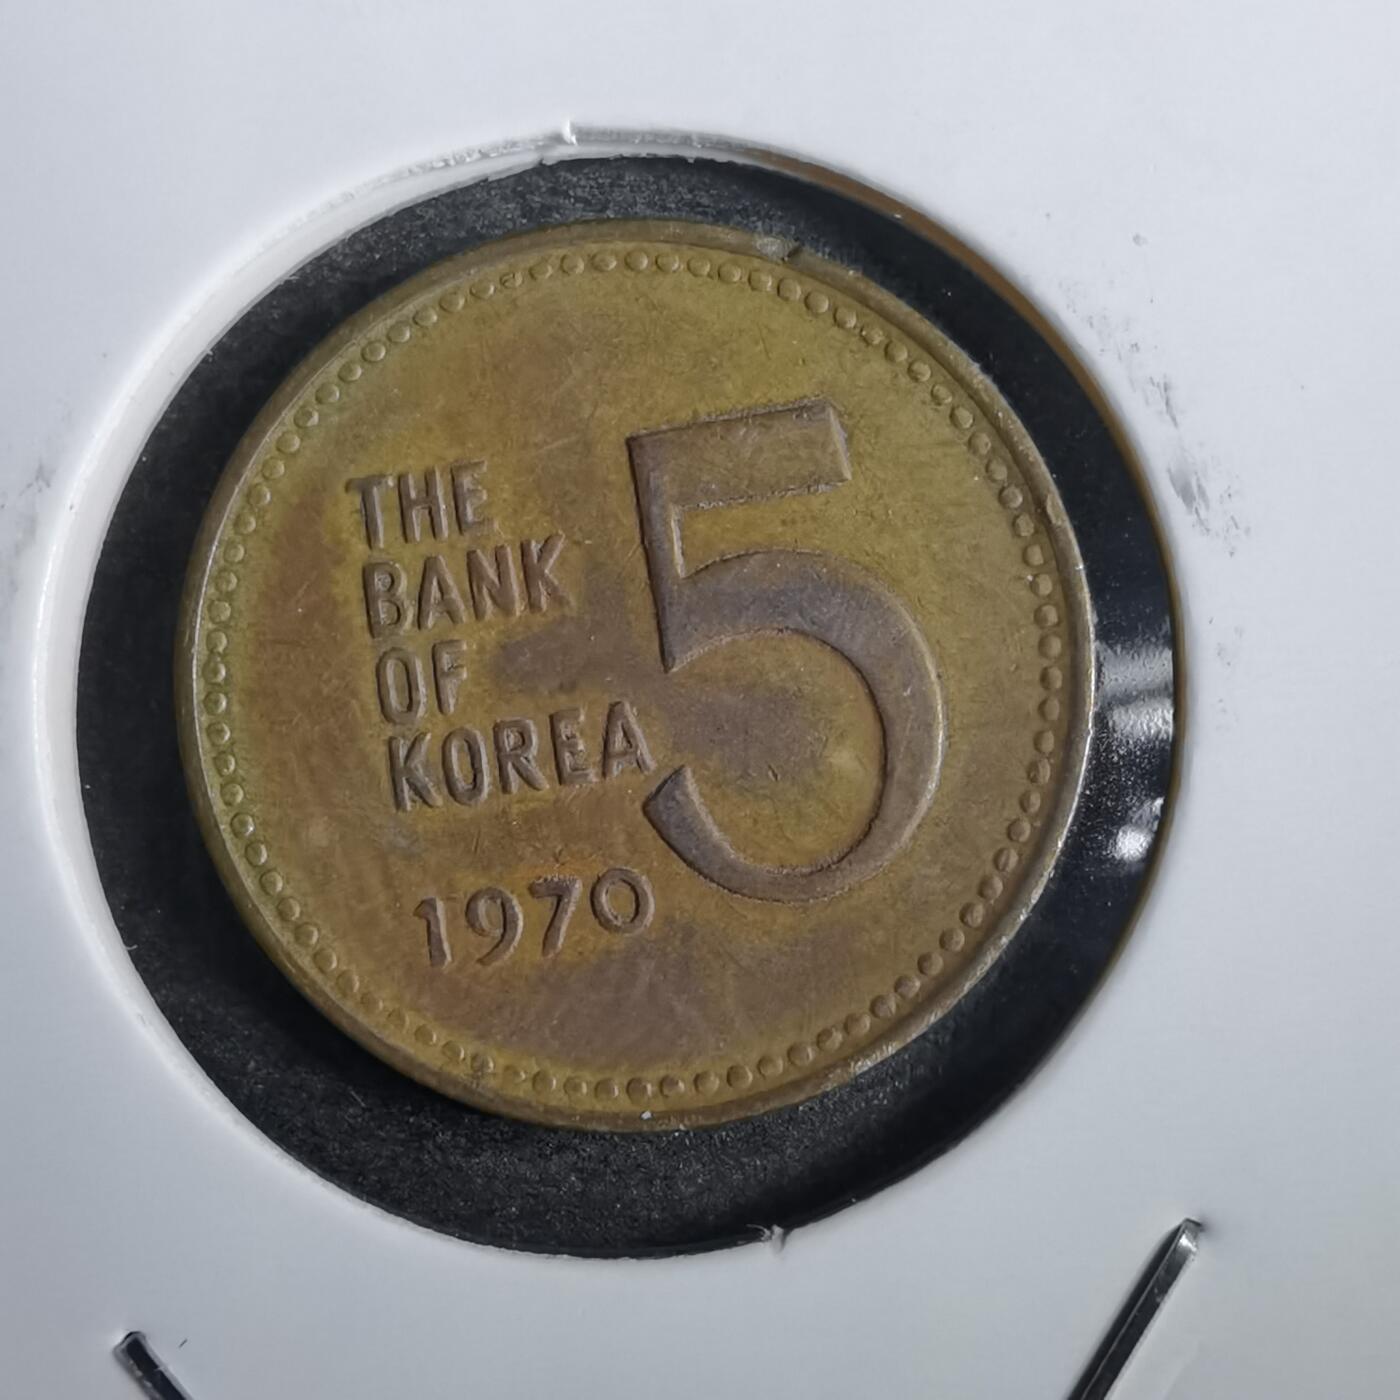 THE
BANK
OF
KOREA
5
1970